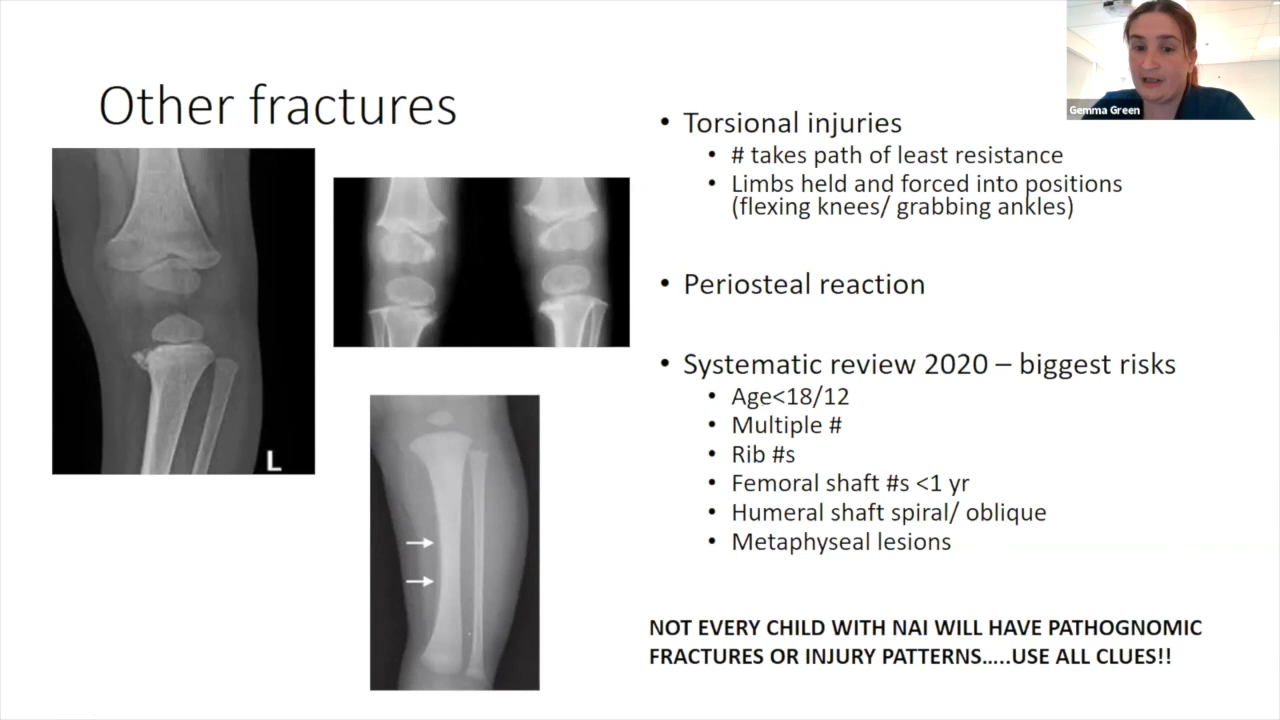 Other fractures
L
Gemma Green
• Torsional injuries
• # takes path of least resistance
• Limbs held and forced into positions
(flexing knees/ grabbing ankles)
• Periosteal reaction
• Systematic review 2020 – biggest risks
• Age<18/12
• Multiple #
• Rib #s
• Femoral shaft #s <1 yr
• Humeral shaft spiral/ oblique
• Metaphyseal lesions
NOT EVERY CHILD WITH NAI WILL HAVE PATHOGNOMIC
FRACTURES OR INJURY PATTERNS…..USE ALL CLUES!!